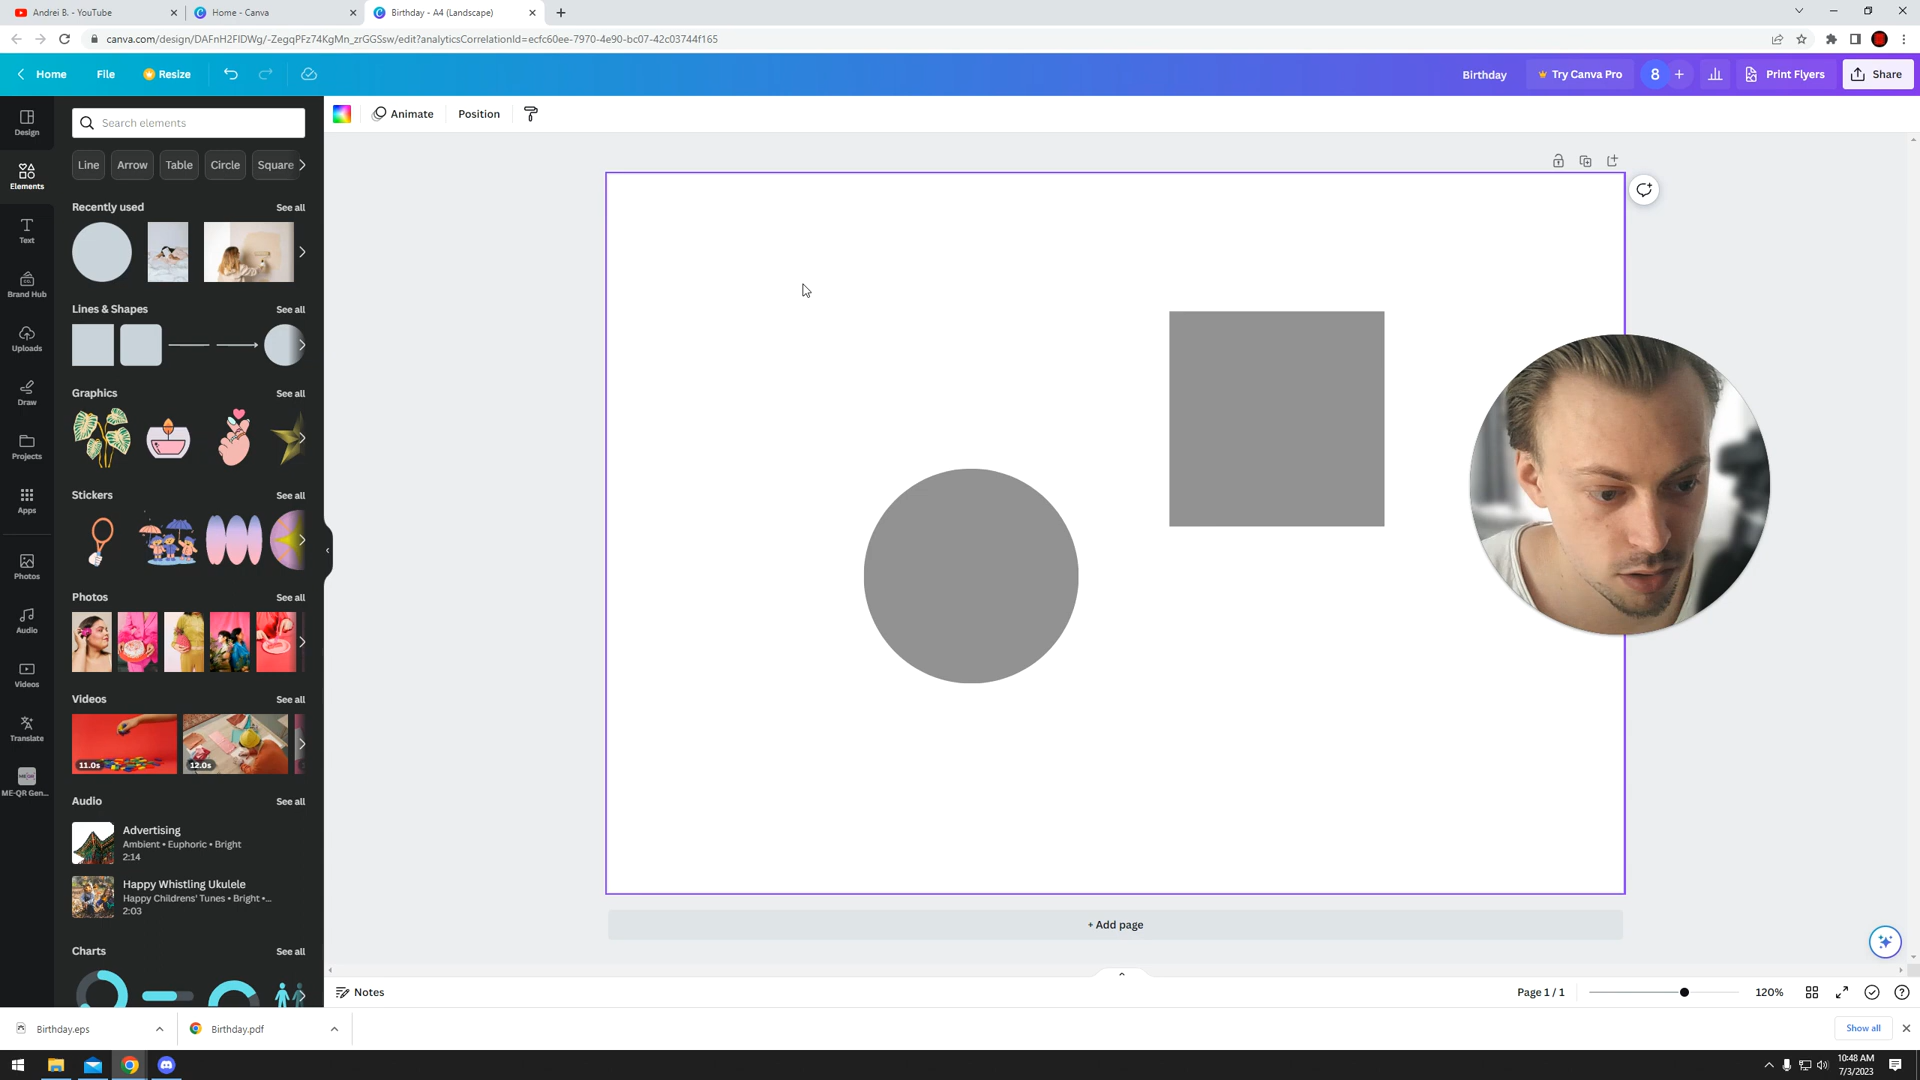 Andrei B. - YouTube
Home - Canva
Birthday - A4 (Landscape)
canva.com/design/DAFnH2FIDWg/-ZegqPFz74KgMn_zrGGSsw/edit?analyticsCorrelationId=ecfc60ee-7970-4e90-bc07-42c03744f165
Home
File
Resize
Birthday
Try Canva Pro
8
Print Flyers
Share
Animate
Position
Design
Elements
Text
Brand Hub
Uploads
Draw
Projects
Apps
Photos
Audio
Videos
Translate
ME-QR Gen...
Search elements
Line
Arrow
Table
Circle
Square
Recently used
See all
Lines & Shapes
See all
Graphics
See all
Stickers
See all
Photos
See all
Videos
See all
11.0s
12.0s
Audio
See all
Advertising
Ambient • Euphoric • Bright
2:14
Happy Whistling Ukulele
Happy Childrens' Tunes • Bright •...
2:03
Charts
See all
+ Add page
Notes
Page 1 / 1
120%
Birthday.eps
Birthday.pdf
Show all
10:48 AM
7/3/2023